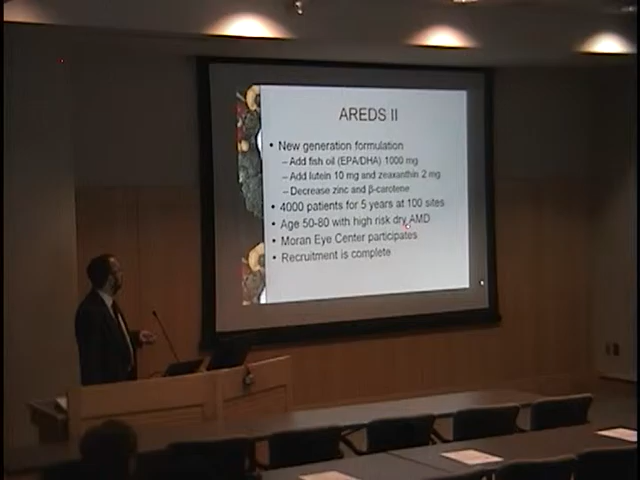 AREDS II
• New generation formulation
– Add fish oil (EPA/DHA) 1000 mg
– Add lutein 10 mg and zeaxanthin 2 mg
– Decrease zinc and β-carotene
• 4000 patients for 5 years at 100 sites
• Age 50-80 with high risk dry AMD
• Moran Eye Center participates
• Recruitment is complete